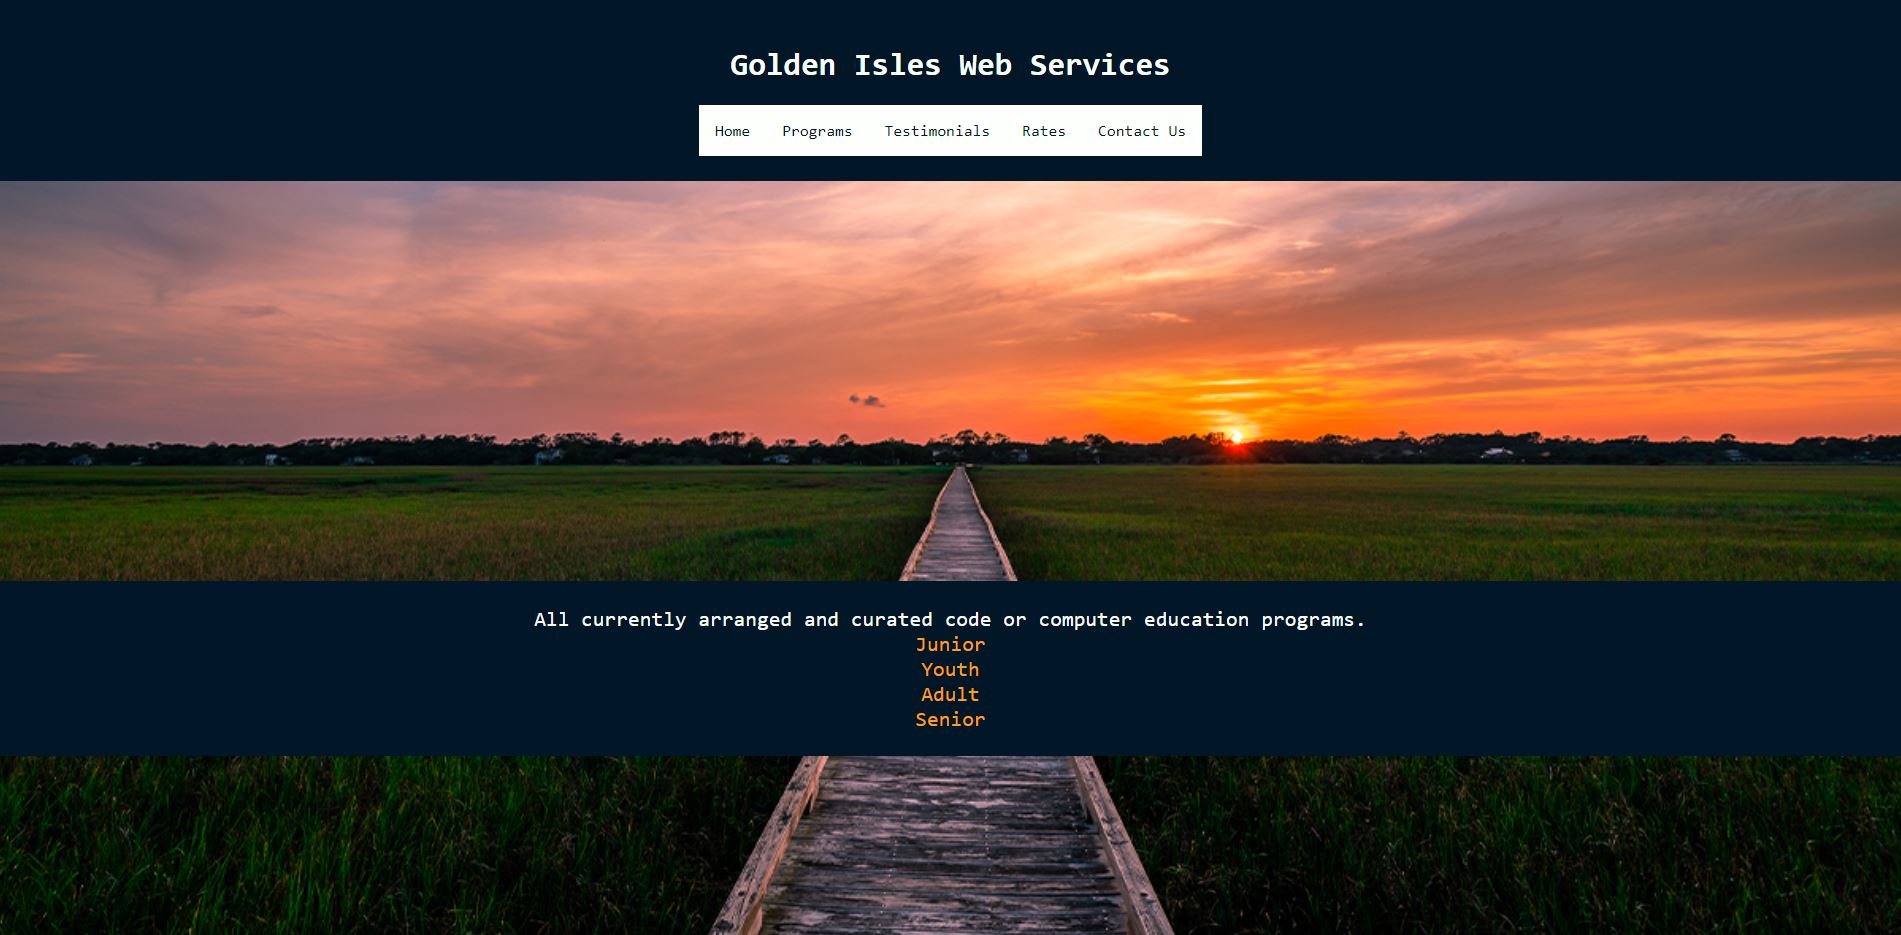 Golden Isles Web Services
Home Programs Testimonials Rates Contact Us
All currently arranged and curated code or computer education programs.
Junior
Youth
Adult
Senior